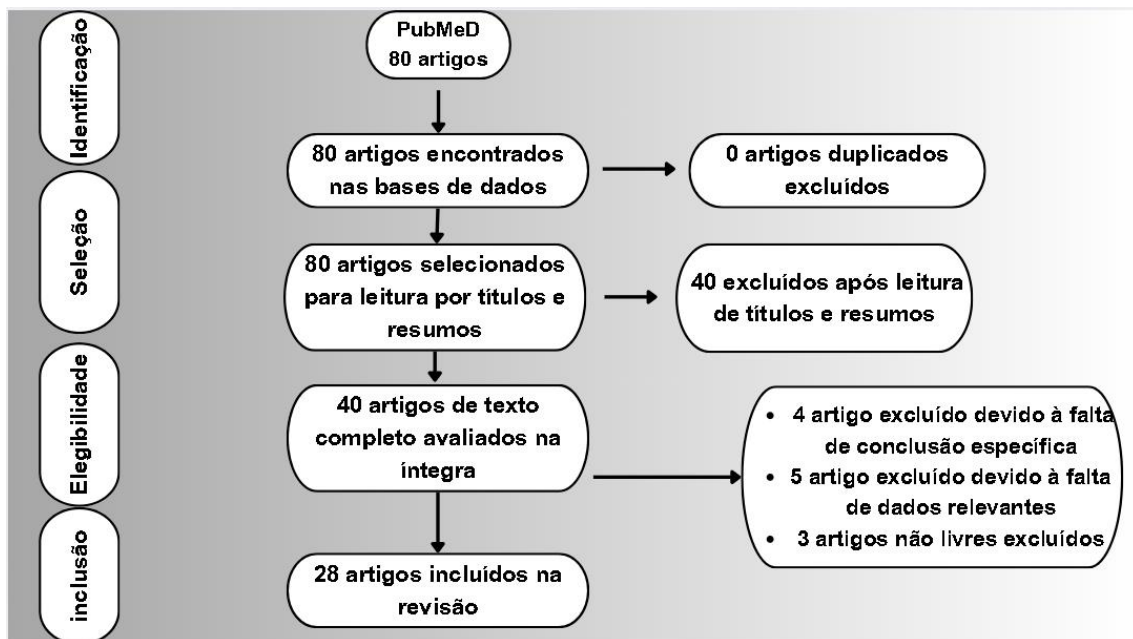 Identificação
PubMeD
80 artigos
80 artigos encontrados
nas bases de dados
0 artigos duplicados
excluídos
Seleção
80 artigos selecionados
para leitura por títulos e
resumos
40 excluídos após leitura
de títulos e resumos
Elegibilidade
40 artigos de texto
completo avaliados na
íntegra
• 4 artigo excluído devido à falta
de conclusão específica
• 5 artigo excluído devido à falta
de dados relevantes
• 3 artigos não livres excluídos
inclusão
28 artigos incluídos na
revisão